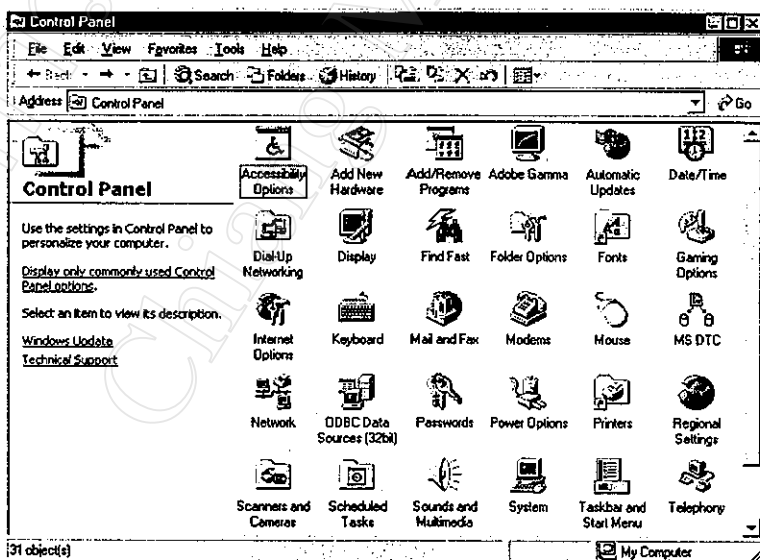 Control Panel
File Edit View Favorites Tools Help
Back Search Folders History
Address Control Panel Go
Control Panel
Use the settings in Control Panel to
personalize your computer.
Display only commonly used Control
Panel options.
Select an item to view its description.
Windows Update
Technical Support
Accessibility Options
Add New Hardware
Add/Remove Programs
Adobe Gamma
Automatic Updates
Date/Time
Dial-Up Networking
Display
Find Fast
Folder Options
Fonts
Gaming Options
Internet Options
Keyboard
Mail and Fax
Modems
Mouse
MS DTC
Network
ODBC Data Sources (32bit)
Passwords
Power Options
Printers
Regional Settings
Scanners and Cameras
Scheduled Tasks
Sounds and Multimedia
System
Taskbar and Start Menu
Telephony
31 object(s) My Computer
Chiang M